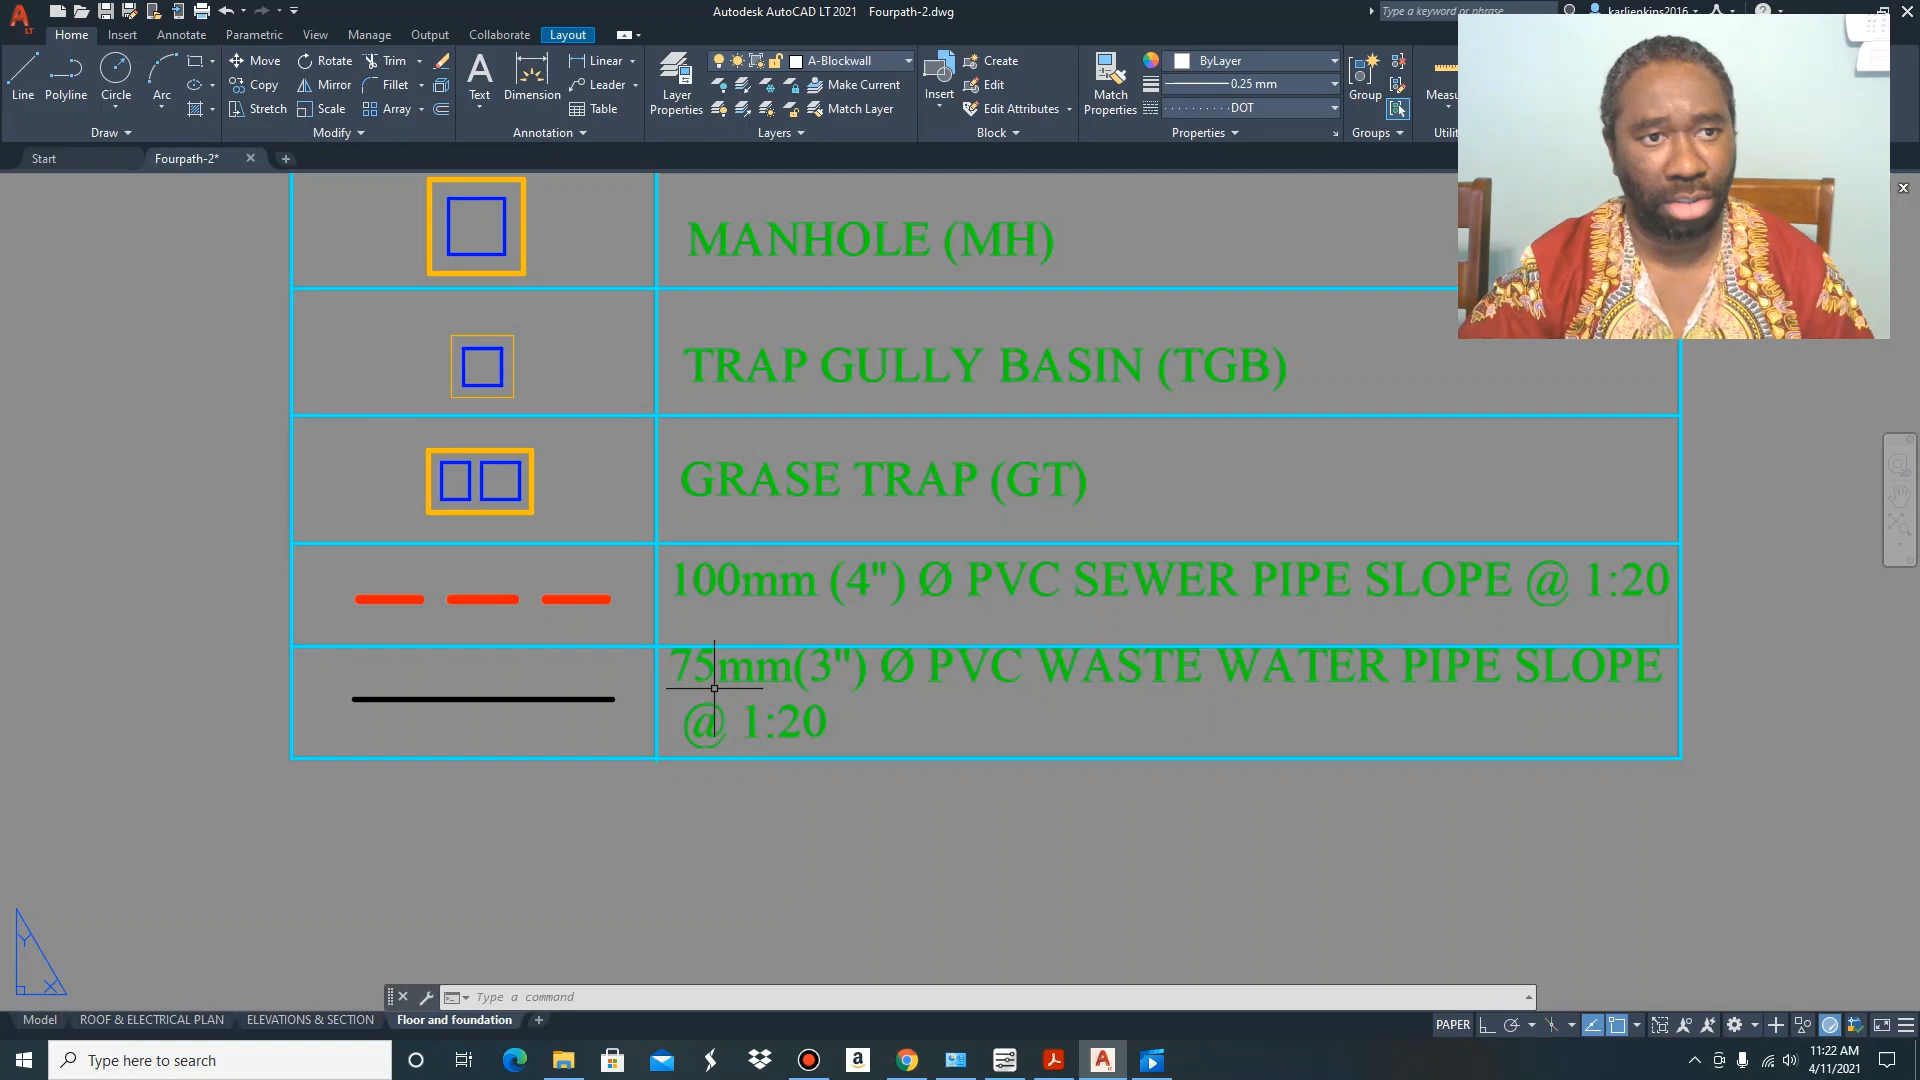 Autodesk AutoCAD LT 2021 Fourpath-2.dwg
Type a keyword or phrase
karljenkins2016
Home Insert Annotate Parametric View Manage Output Collaborate Layout
Line Polyline Circle Arc
Move Rotate Trim
Copy Mirror Fillet
Stretch Scale Array
Text Dimension
Linear
Leader
Table
Layer Properties
A-Blockwall
Make Current
Match Layer
Insert
Create
Edit
Edit Attributes
Match Properties
ByLayer
0.25 mm
DOT
Group
Draw Modify Annotation Layers Block Properties Groups
Start Fourpath-2*
MANHOLE (MH)
TRAP GULLY BASIN (TGB)
GRASE TRAP (GT)
100mm (4") Ø PVC SEWER PIPE SLOPE @ 1:20
75mm(3") Ø PVC WASTE WATER PIPE SLOPE
@ 1:20
Y
X
Type a command
Model ROOF & ELECTRICAL PLAN ELEVATIONS & SECTION Floor and foundation
PAPER
Type here to search
11:22 AM
4/11/2021